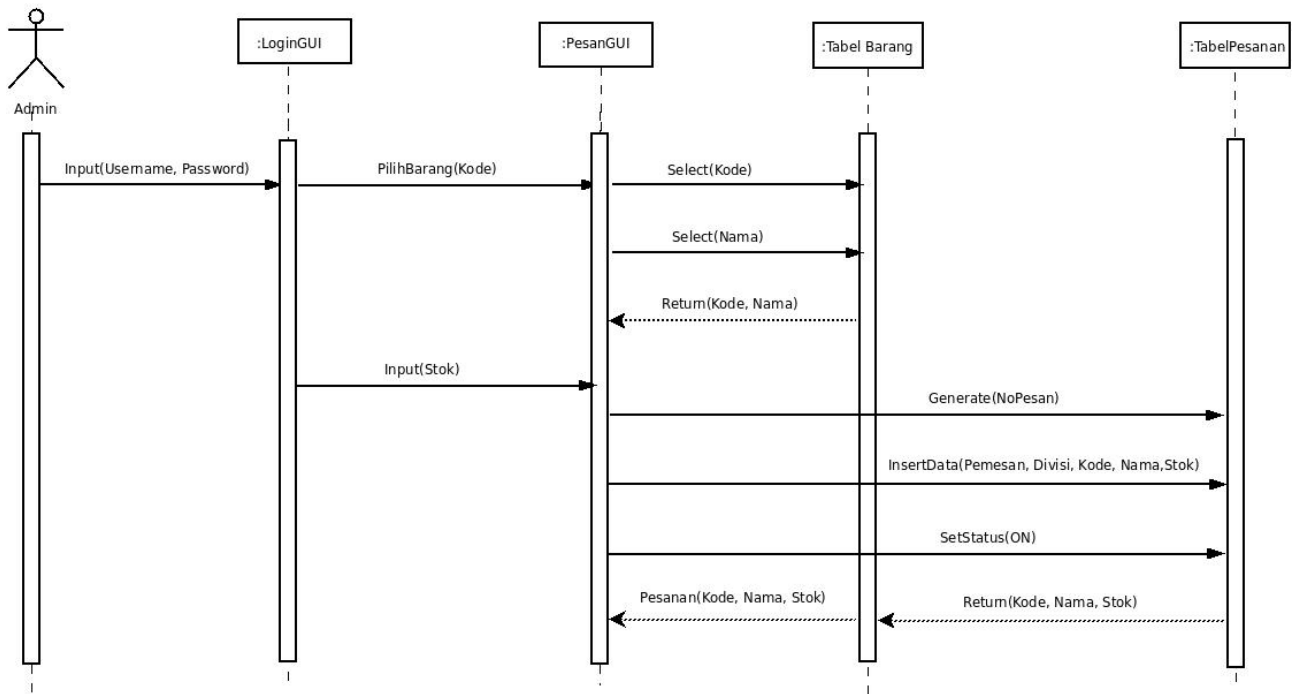 :LoginGUI
:PesanGUI
:Tabel Barang
:TabelPesanan
Admin
Input(Username, Password)
PilihBarang(Kode)
Select(Kode)
Select(Nama)
Return(Kode, Nama)
Input(Stok)
Generate(NoPesan)
InsertData(Pemesan, Divisi, Kode, Nama,Stok)
SetStatus(ON)
Pesanan(Kode, Nama, Stok)
Return(Kode, Nama, Stok)